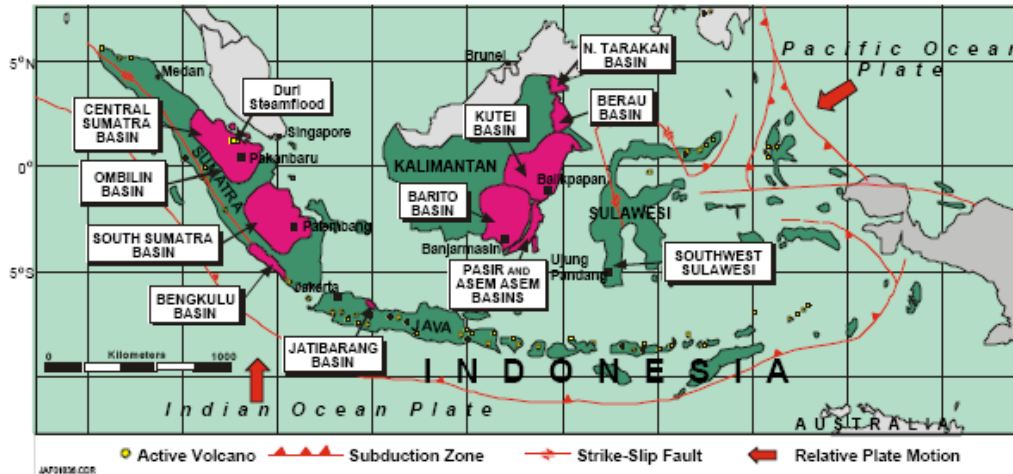 Pacific Ocean
Plate
N. TARAKAN
BASIN
Brunei
5°N
Medan
Duri
Steamflood
BERAU
BASIN
KUTEI
BASIN
CENTRAL
SUMATRA
BASIN
Singapore
Pakanbaru
KALIMANTAN
0°
OMBILIN
BASIN
SUMATRA
Balikpapan
BARITO
BASIN
SULAWESI
Palembang
SOUTH SUMATRA
BASIN
Banjarmasin
Ujung
Pandang
SOUTHWEST
SULAWESI
PASIR AND
ASEM ASEM
BASINS
5°S
Jakarta
BENGKULU
BASIN
JAVA
JATIBARANG
BASIN
0 Kilometers 1000
INDONESIA
Indian Ocean Plate
AUSTRALIA
Active Volcano
Subduction Zone
Strike-Slip Fault
Relative Plate Motion
JAF01036.CDR